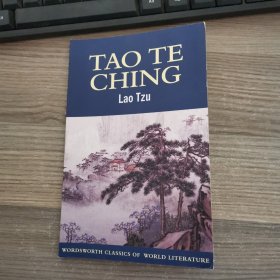 TAO TE
CHING
Lao Tzu
WORDSWORTH CLASSICS OF WORLD LITERATURE